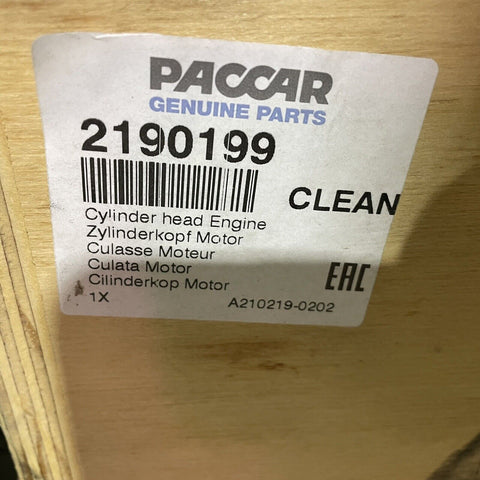 PACCAR
GENUINE PARTS
2190199
CLEAN
Cylinder head Engine
Zylinderkopf Motor
Culasse Moteur
Culata Motor
Cilinderkop Motor
1X
A210219-0202
EAC